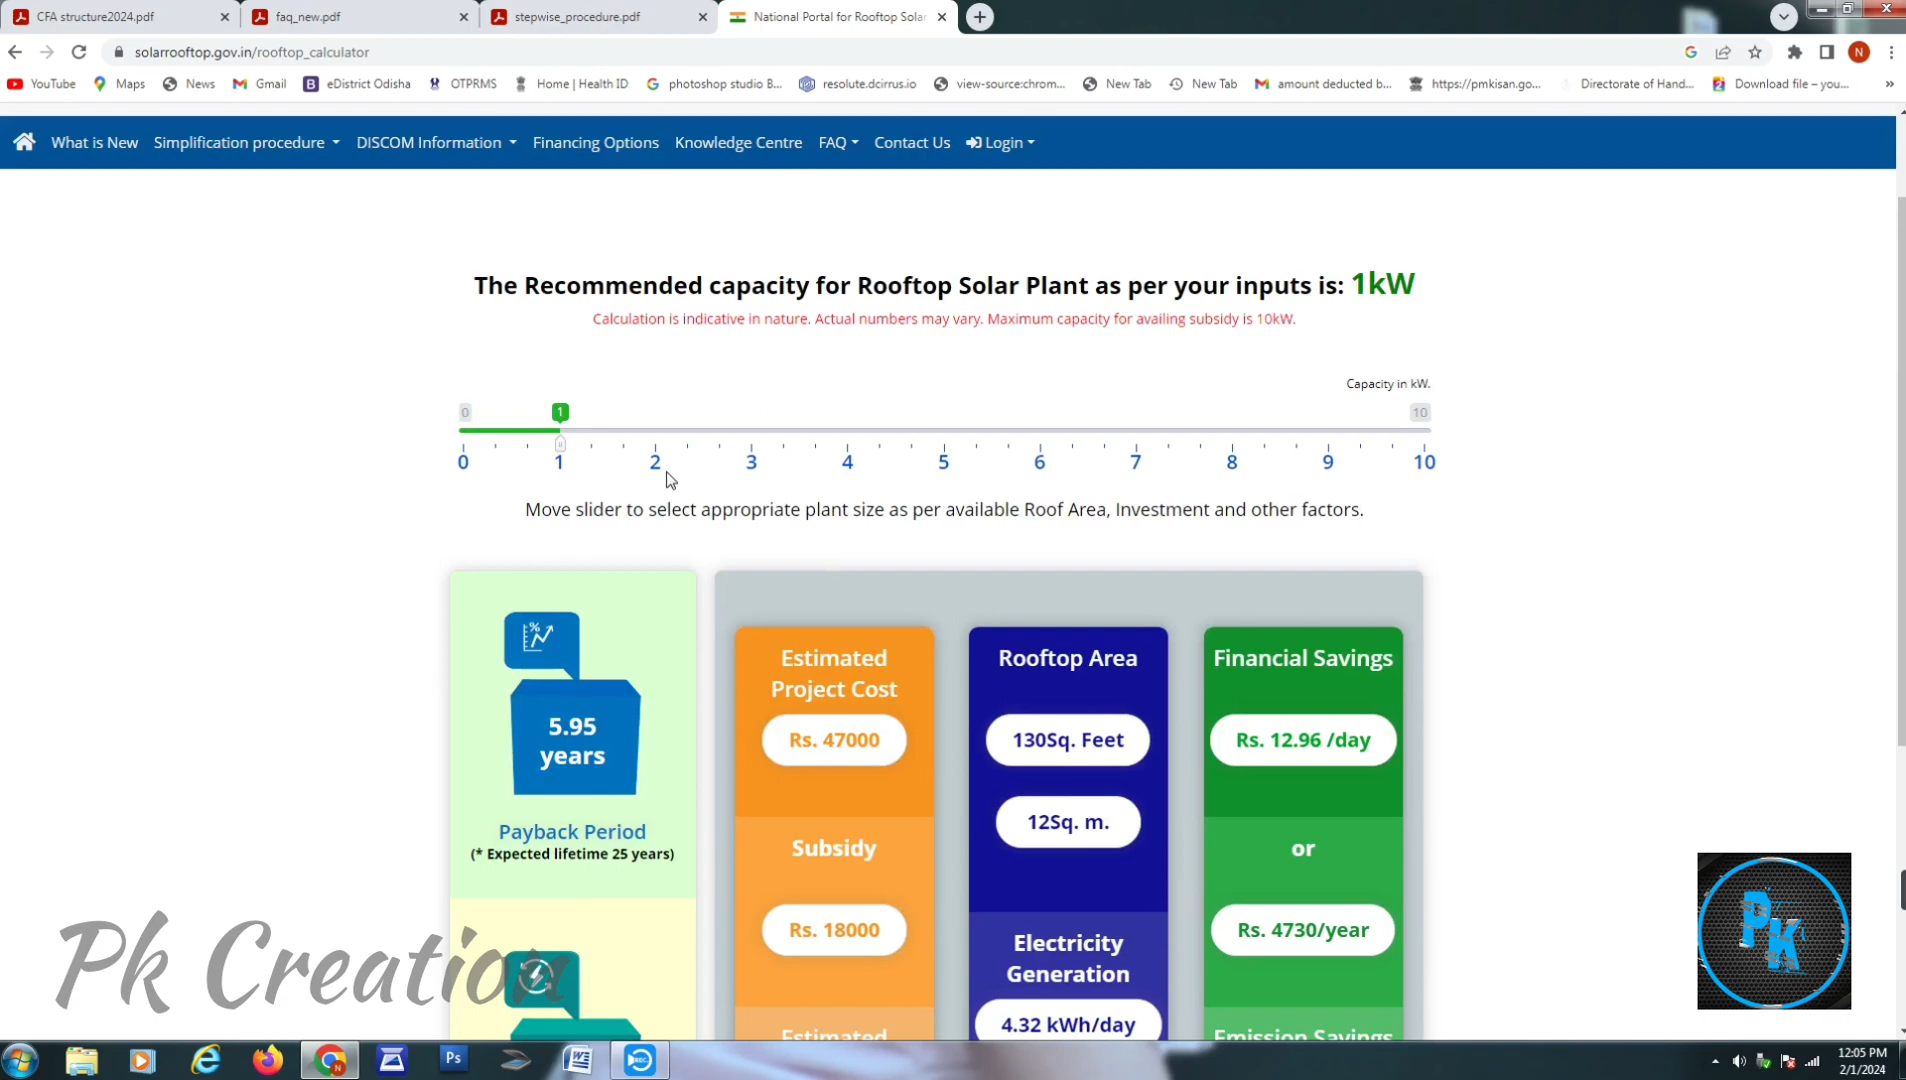 CFA structure2024.pdf
faq_new.pdf
stepwise_procedure.pdf
National Portal for Rooftop Solar
solarrooftop.gov.in/rooftop_calculator
N
YouTube
Maps
News
Gmail
eDistrict Odisha
OTPRMS
Home | Health ID
photoshop studio B...
resolute.dcirrus.io
view-source:chrom...
New Tab
New Tab
amount deducted b...
https://pmkisan.go...
Directorate of Hand...
Download file – you...
What is New
Simplification procedure
DISCOM Information
Financing Options
Knowledge Centre
FAQ
Contact Us
Login
The Recommended capacity for Rooftop Solar Plant as per your inputs is: 1kW
Calculation is indicative in nature. Actual numbers may vary. Maximum capacity for availing subsidy is 10kW.
Capacity in kW.
0 1 10
0 1 2 3 4 5 6 7 8 9 10
Move slider to select appropriate plant size as per available Roof Area, Investment and other factors.
5.95
years
Payback Period
(* Expected lifetime 25 years)
Estimated
Project Cost
Rs. 47000
Subsidy
Rs. 18000
Estimated
Rooftop Area
130Sq. Feet
12Sq. m.
Electricity
Generation
4.32 kWh/day
Financial Savings
Rs. 12.96 /day
or
Rs. 4730/year
Emission Savings
Pk Creation
PK
Ps
REC
12:05 PM
2/1/2024